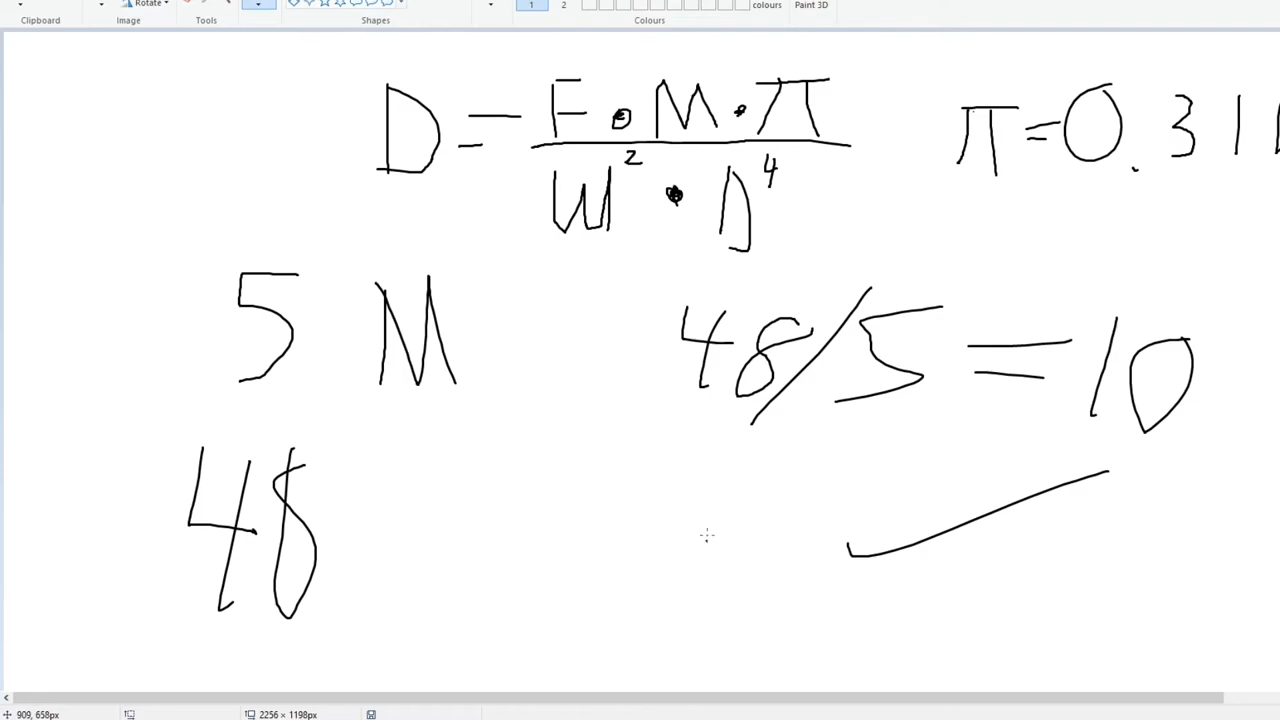 Rotate
1 2 colours Paint 3D
Clipboard Image Tools Shapes Colours
D = F • M • π / W² • D⁴
π = 0.31
5 M
48/5 = 10
48
909, 658px 2256 × 1198px